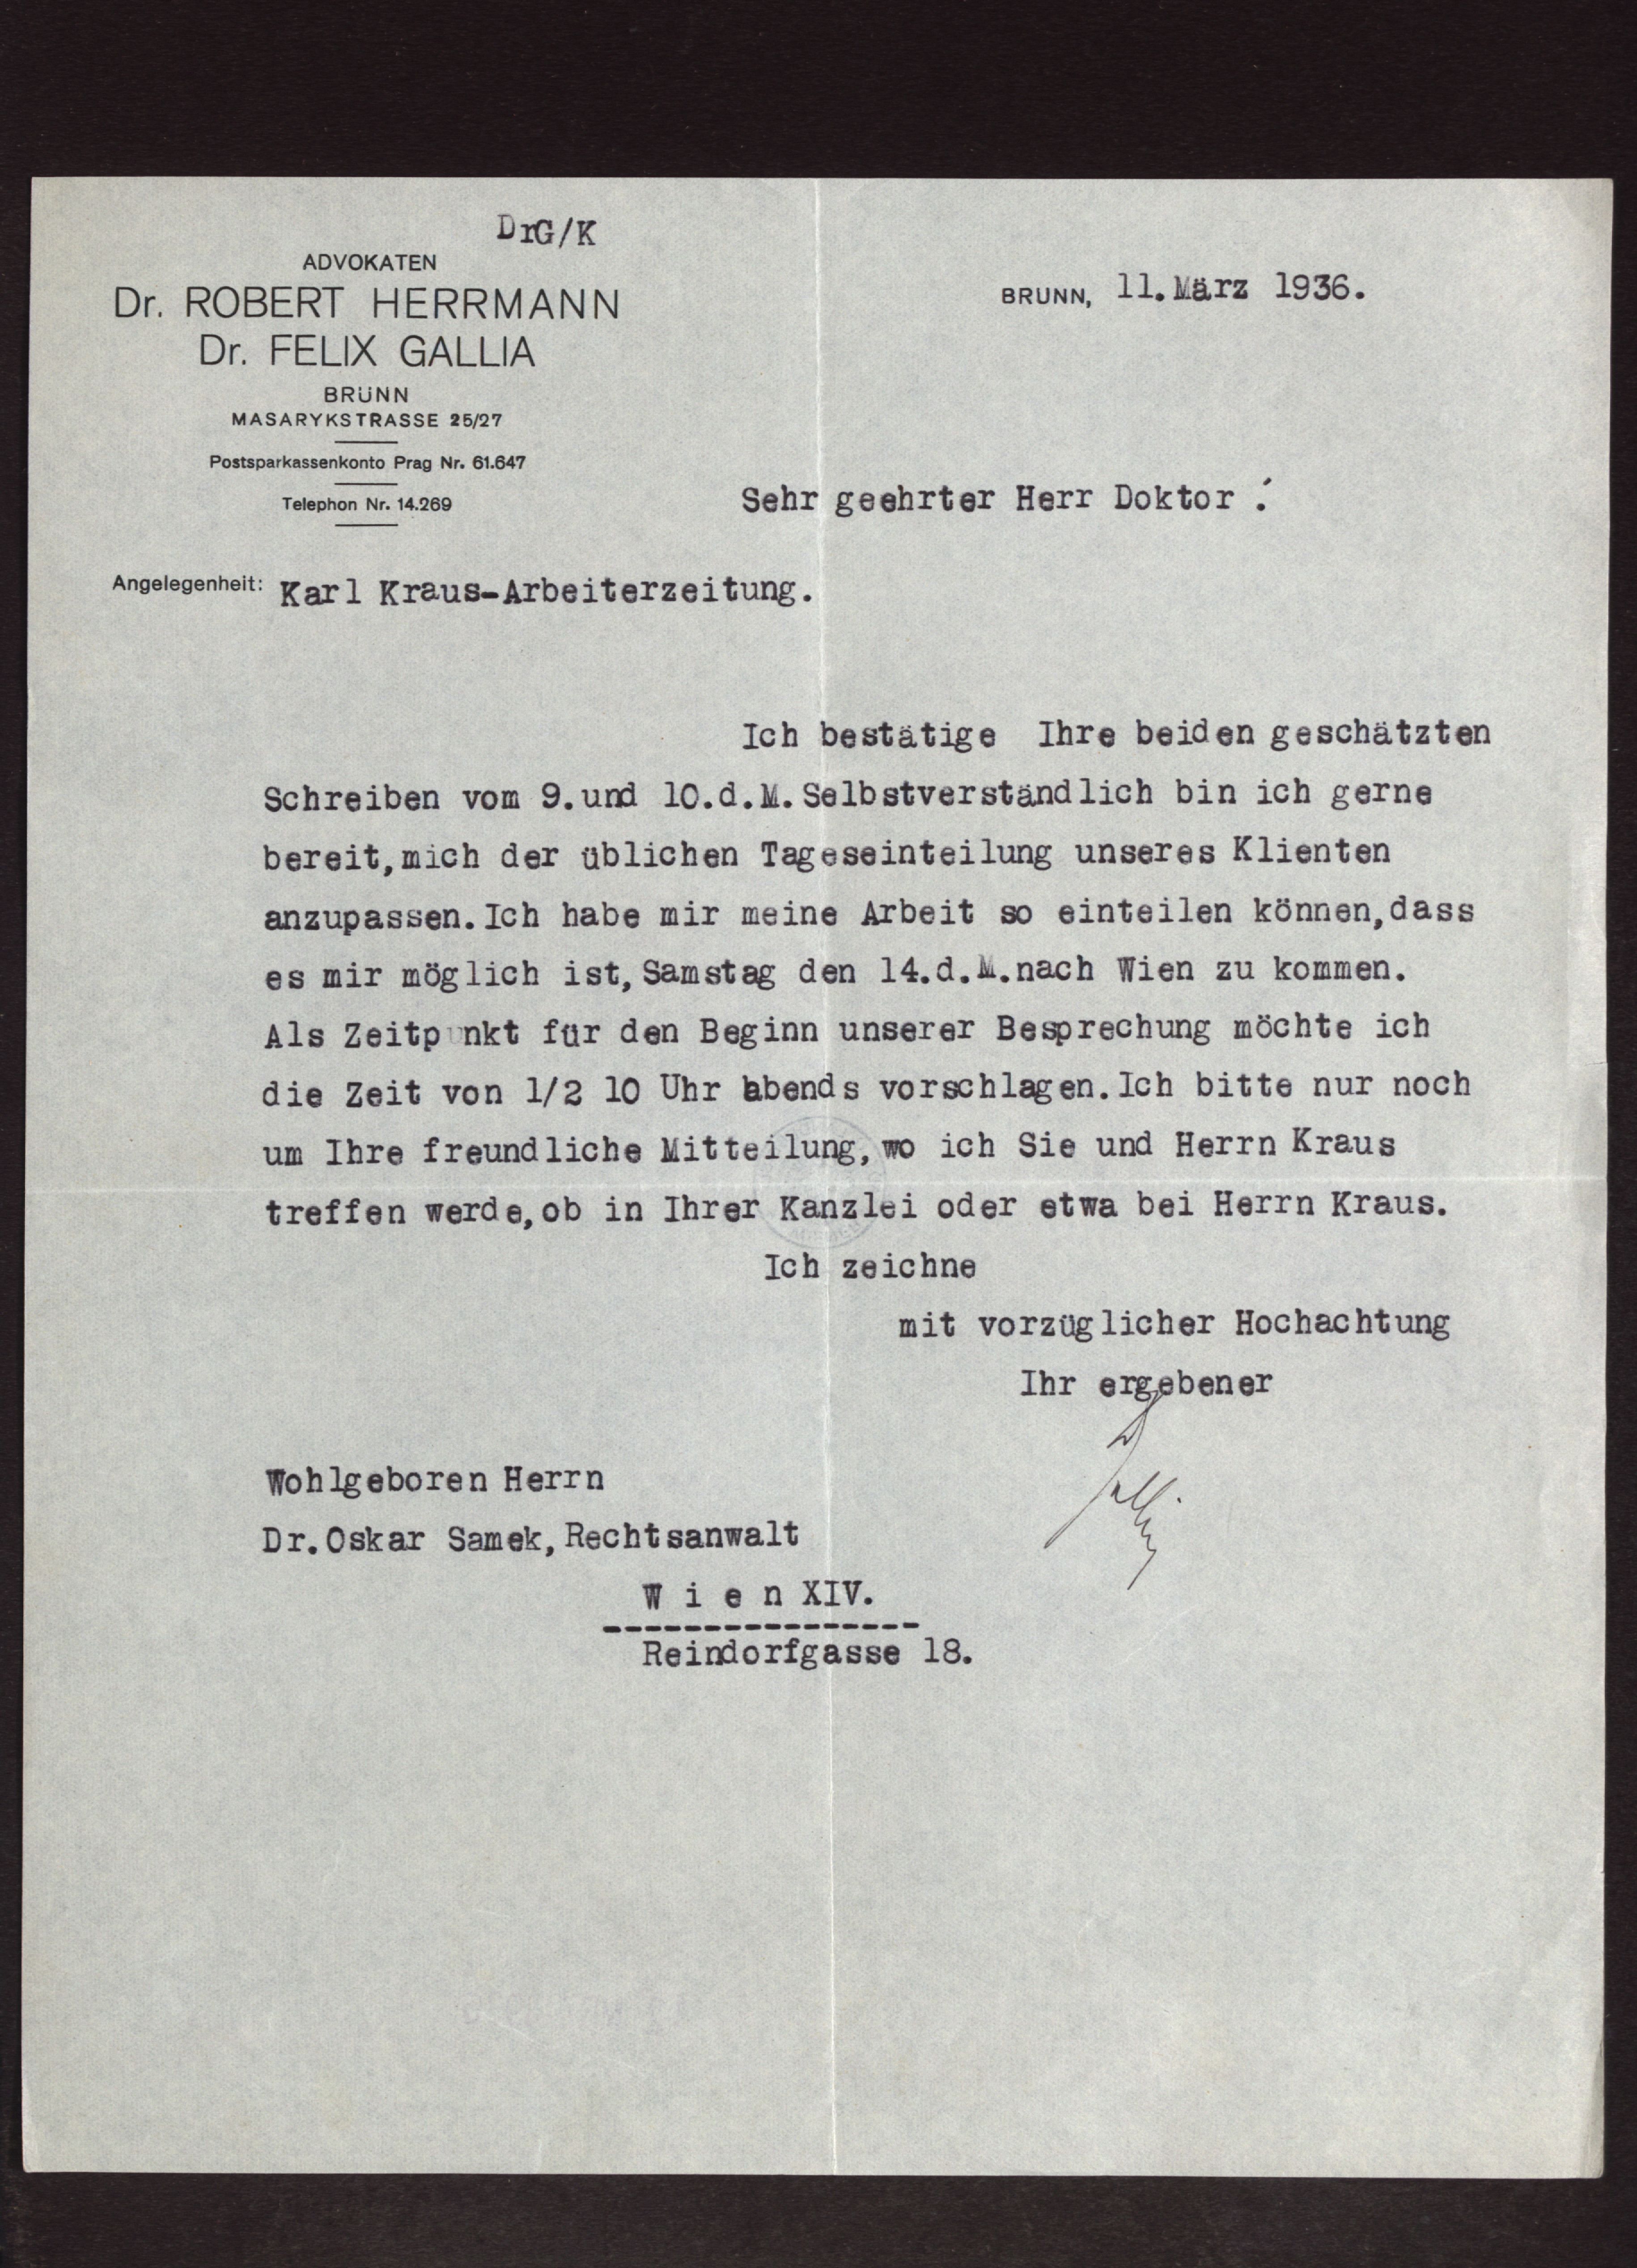 DrG/K
ADVOKATEN
Dr. ROBERT HERRMANN
Dr. FELIX GALLIA
BRÜNN
MASARYKSTRASSE 25/27
Postsparkassenkonto Prag Nr. 61.647
Telephon Nr. 14.269
BRÜNN, 11. März 1936.
Sehr geehrter Herr Doktor !
Angelegenheit: Karl Kraus-Arbeiterzeitung.
Ich bestätige Ihre beiden geschätzten
Schreiben vom 9.und 10.d.M.Selbstverständlich bin ich gerne
bereit,mich der üblichen Tageseinteilung unseres Klienten
anzupassen.Ich habe mir meine Arbeit so einteilen können,dass
es mir möglich ist,Samstag den 14.d.M.nach Wien zu kommen.
Als Zeitpunkt für den Beginn unserer Besprechung möchte ich
die Zeit von 1/2 10 Uhr abends vorschlagen.Ich bitte nur noch
um Ihre freundliche Mitteilung,wo ich Sie und Herrn Kraus
treffen werde,ob in Ihrer Kanzlei oder etwa bei Herrn Kraus.
Ich zeichne
mit vorzüglicher Hochachtung
Ihr ergebener
Gallia
Wohlgeboren Herrn
Dr.Oskar Samek,Rechtsanwalt
W i e n XIV.
Reindorfgasse 18.